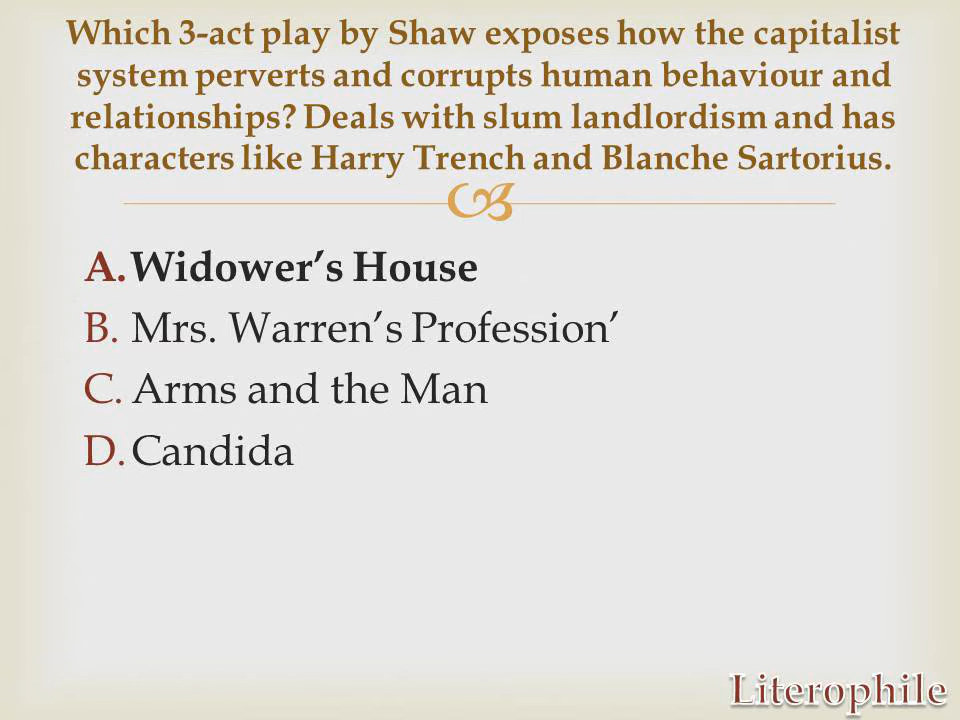 Which 3-act play by Shaw exposes how the capitalist
system perverts and corrupts human behaviour and
relationships? Deals with slum landlordism and has
characters like Harry Trench and Blanche Sartorius.
A. Widower’s House
B. Mrs. Warren’s Profession’
C. Arms and the Man
D. Candida
Literophile